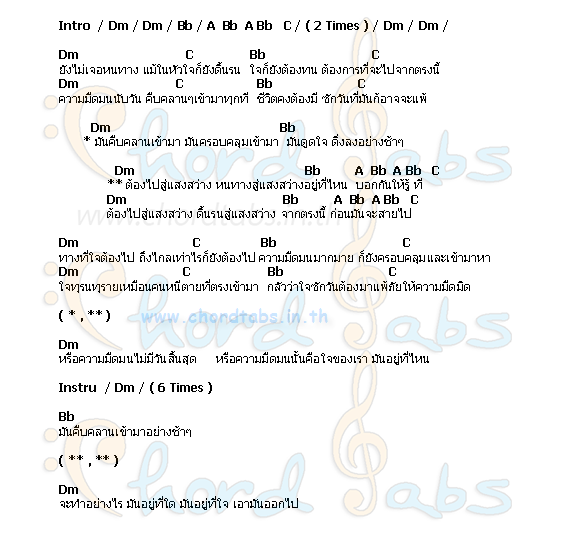 Intro / Dm / Dm / Bb / A Bb A Bb C / ( 2 Times ) / Dm / Dm /
Dm C Bb C
ยังไม่เจอหนทาง แม้ในหัวใจก็ยังดิ้นรน ใจก็ยังต้องทน ต้องการที่จะไปจากตรงนี้
Dm C Bb C
ความมืดมนนับวัน คืบคลานๆเข้ามาทุกที ชีวิตคงต้องมี ซักวันที่มันก้อาจจะแพ้
Dm Bb
* มันคืบคลานเข้ามา มันครอบคลุมเข้ามา มันดูดใจ ดิ่งลงอย่างช้าๆ
Dm Bb A Bb A Bb C
** ต้องไปสู่แสงสว่าง หนทางสู่แสงสว่างอยู่ที่ไหน บอกกันให้รู้ ที
Dm Bb A Bb A Bb C
ต้องไปสู่แสงสว่าง ดิ้นรนสู่แสงสว่าง จากตรงนี้ ก่อนมันจะสายไป
Dm C Bb C
ทางที่ใจต้องไป ถึงไกลเท่าไรก็ยังต้องไป ความมืดมนมากมาย ก็ยังครอบคลุมและเข้ามาหา
Dm C Bb C
ใจทุรนทุรายเหมือนคนหนีตายที่ตรงเข้ามา กลัวว่าใจซักวันต้องมาแพ้ภัยให้ความมืดมิด
( * , ** )
www.chordtabs.in.th
Dm
หรือความมืดมนไม่มีวันสิ้นสุด หรือความมืดมนนั้นคือใจของเรา มันอยู่ที่ไหน
Instru / Dm / ( 6 Times )
Bb
มันคืบคลานเข้ามาอย่างช้าๆ
( ** , ** )
Dm
จะทำอย่างไร มันอยู่ที่ใด มันอยู่ที่ใจ เอามันออกไป